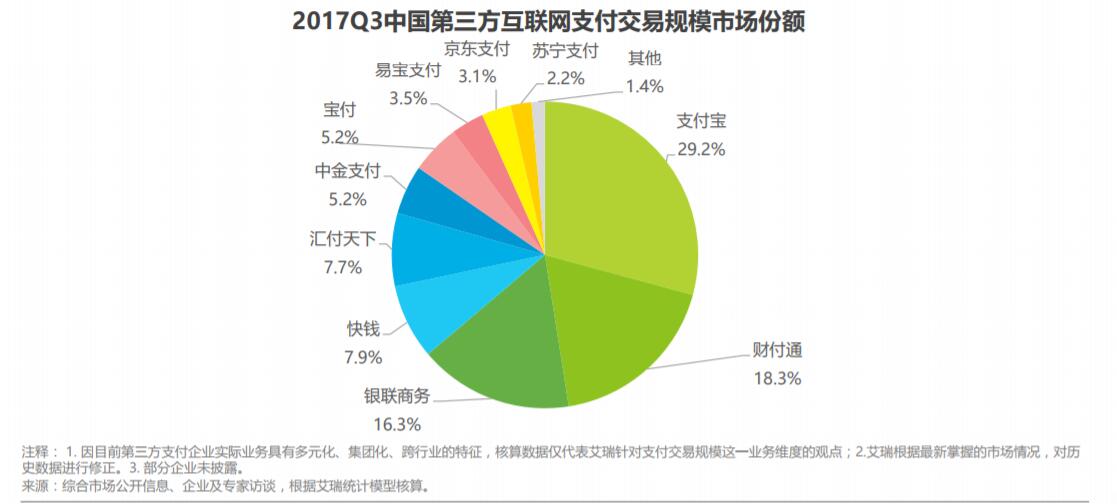 2017Q3中国第三方互联网支付交易规模市场份额
京东支付
3.1%
苏宁支付
2.2%
其他
1.4%
易宝支付
3.5%
宝付
5.2%
支付宝
29.2%
中金支付
5.2%
汇付天下
7.7%
快钱
7.9%
财付通
18.3%
银联商务
16.3%
注释：1. 因目前第三方支付企业实际业务具有多元化、集团化、跨行业的特征，核算数据仅代表艾瑞针对支付交易规模这一业务维度的观点；2.艾瑞根据最新掌握的市场情况，对历
史数据进行修正。3. 部分企业未披露。
来源：综合市场公开信息、企业及专家访谈，根据艾瑞统计模型核算。